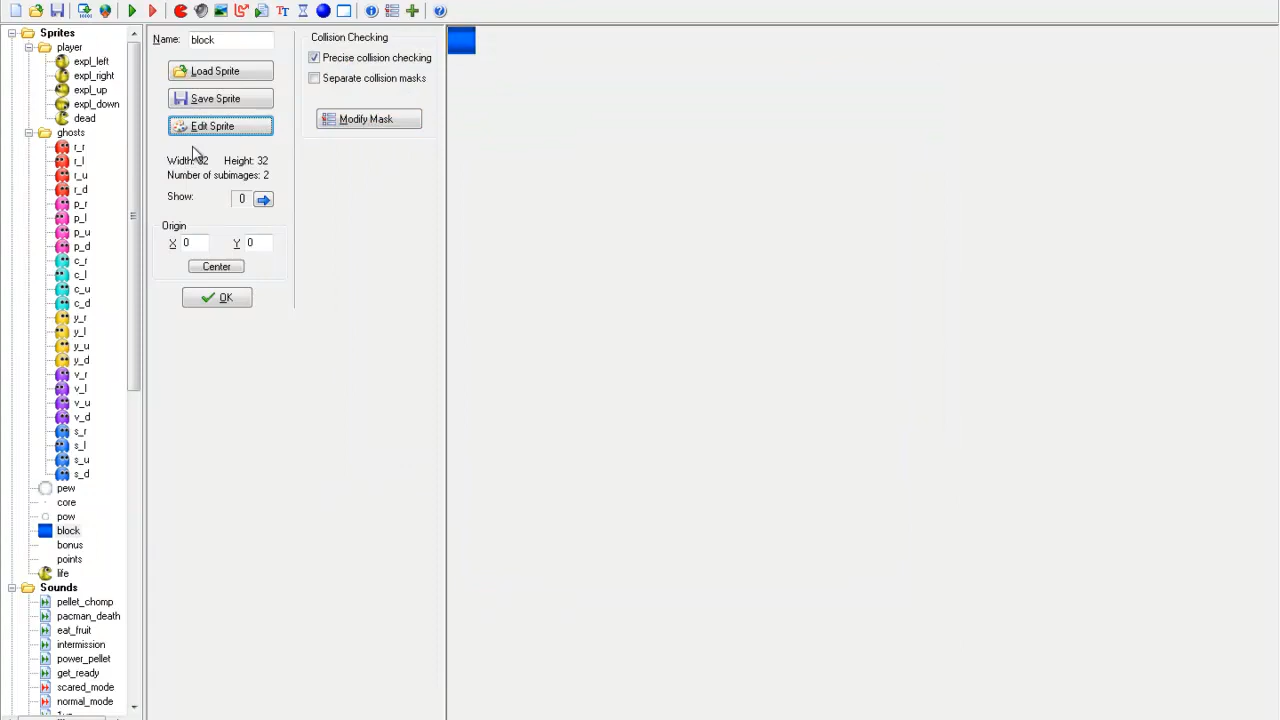 Sprites
player
expl_left
expl_right
expl_up
expl_down
dead
ghosts
r_r
r_l
r_u
r_d
p_r
p_l
p_u
p_d
c_r
c_l
c_u
c_d
y_r
y_l
y_u
y_d
v_r
v_l
v_u
v_d
s_r
s_l
s_u
s_d
pew
core
pow
block
bonus
points
life
Sounds
pellet_chomp
pacman_death
eat_fruit
intermission
power_pellet
get_ready
scared_mode
normal_mode
Name: block
Load Sprite
Save Sprite
Edit Sprite
Width: 32 Height: 32
Number of subimages: 2
Show: 0
Origin
X 0 Y 0
Center
OK
Collision Checking
Precise collision checking
Separate collision masks
Modify Mask